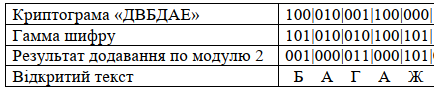 Криптограма «ДВБДАЕ» 100|010|001|100|000|
Гамма шифру 101|010|010|100|101|
Результат додавання по модулю 2 001|000|011|000|101|
Відкритий текст Б А Г А Ж